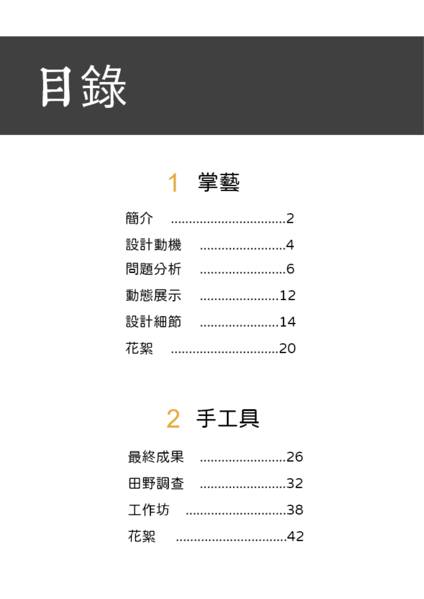 目錄
1 掌藝
簡介 ................................2
設計動機 ........................4
問題分析 ........................6
動態展示 ......................12
設計細節 ......................14
花絮 ..............................20
2 手工具
最終成果 ........................26
田野調查 ........................32
工作坊 ............................38
花絮 ...............................42